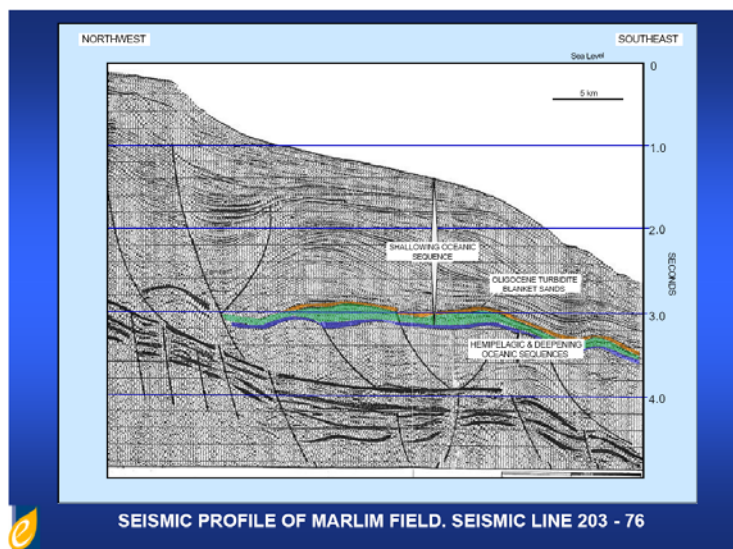 NORTHWEST
SOUTHEAST
Sea Level
0
5 km
1.0
2.0
SHALLOWING OCEANIC
SEQUENCE
OLIGOCENE TURBIDITE
BLANKET SANDS
SECONDS
3.0
HEMIPELAGIC & DEEPENING
OCEANIC SEQUENCES
4.0
SEISMIC PROFILE OF MARLIM FIELD. SEISMIC LINE 203 - 76